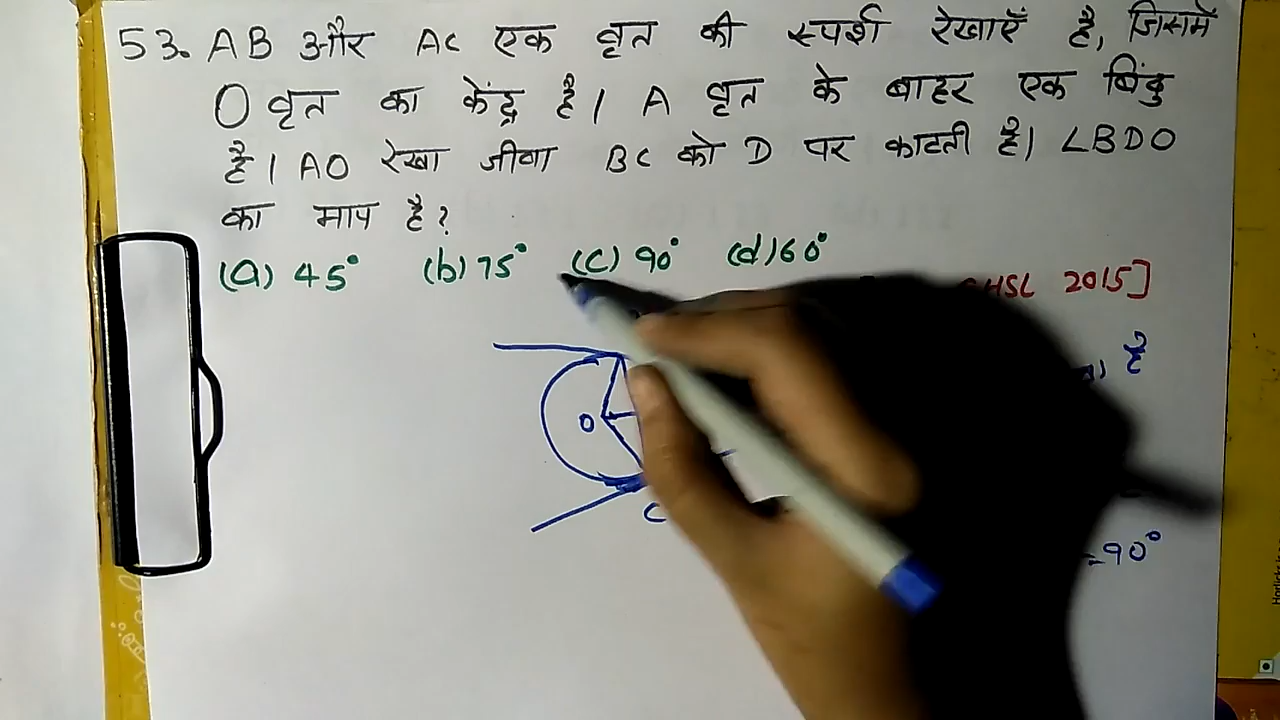 53. AB और AC एक वृत की स्पर्श रेखाएँ है, जिसमें
O वृत का केंद्र है। A वृत के बाहर एक बिंदु
है। AO रेखा जीवा BC को D पर काटती है। ∠BDO
का माप है?
(a) 45° (b) 75° (c) 90° (d) 60°
2015]
है
O
C
=90°